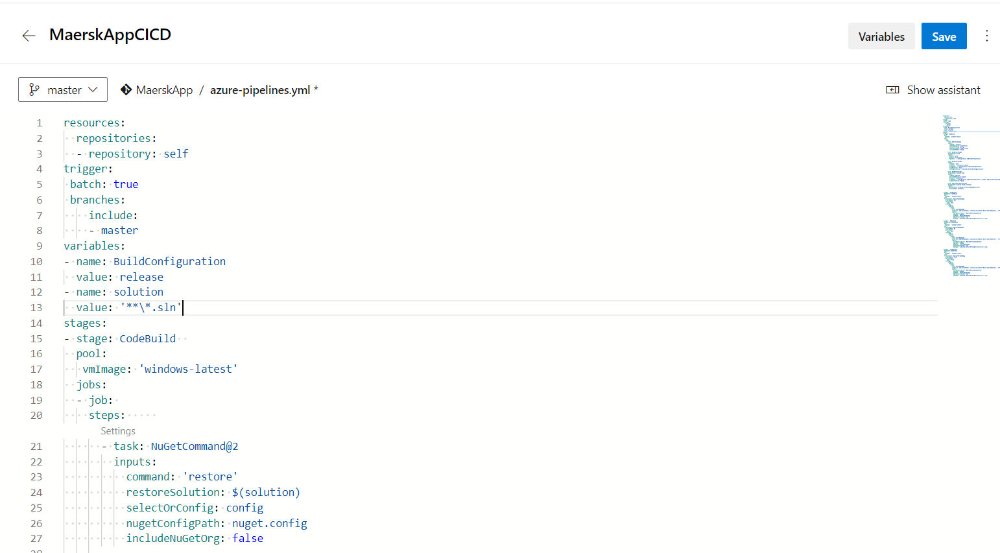 MaerskAppCICD
Variables
Save
master
MaerskApp / azure-pipelines.yml *
Show assistant
1 resources:
2   repositories:
3   - repository: self
4 trigger:
5  batch: true
6  branches:
7     include:
8     - master
9 variables:
10 - name: BuildConfiguration
11   value: release
12 - name: solution
13   value: '**\*.sln'
14 stages:
15 - stage: CodeBuild
16   pool:
17    vmImage: 'windows-latest'
18   jobs:
19   - job:
20     steps:
Settings
21       - task: NuGetCommand@2
22         inputs:
23           command: 'restore'
24           restoreSolution: $(solution)
25           selectOrConfig: config
26           nugetConfigPath: nuget.config
27           includeNuGetOrg: false